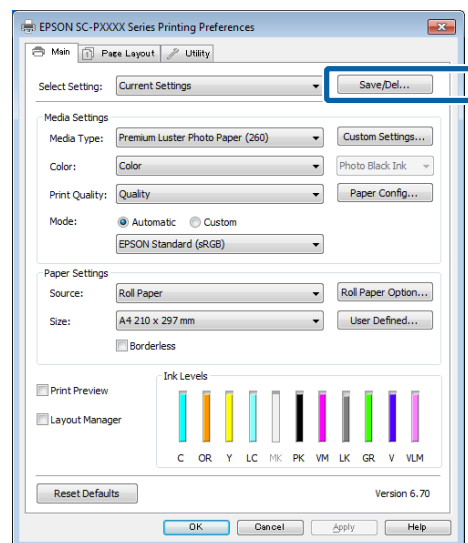 EPSON SC-PXXXX Series Printing Preferences
Main Page Layout Utility
Select Setting: Current Settings Save/Del...
Media Settings
Media Type: Premium Luster Photo Paper (260) Custom Settings...
Color: Color Photo Black Ink
Print Quality: Quality Paper Config...
Mode: Automatic Custom
EPSON Standard (sRGB)
Paper Settings
Source: Roll Paper Roll Paper Option...
Size: A4 210 x 297 mm User Defined...
Borderless
Ink Levels
Print Preview
Layout Manager
C OR Y LC MK PK VM LK GR V VLM
Reset Defaults Version 6.70
OK Cancel Apply Help